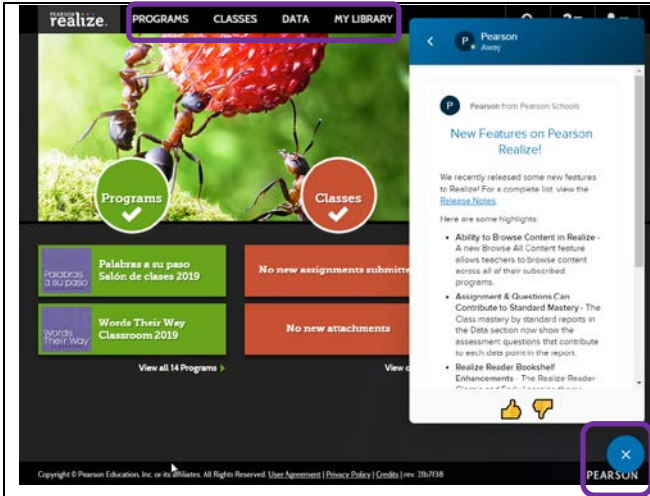 PEARSON
realize.
PROGRAMS CLASSES DATA MY LIBRARY
Programs
Classes
Palabras a su paso
Palabras a su paso
Salón de clases 2019
No new assignments submitte
Words Their Way
Words Their Way
Classroom 2019
No new attachments
View all 14 Programs
View c
P
Pearson
Away
P
Pearson from Pearson Schools
New Features on Pearson
Realize!
We recently released some new features
to Realize! For a complete list, view the
Release Notes.
Here are some highlights:
• Ability to Browse Content in Realize -
A new Browse All Content feature
allows teachers to browse content
across all of their subscribed
programs.
• Assignment & Questions Can
Contribute to Standard Mastery - The
Class mastery by standard reports in
the Data section now show the
assessment questions that contribute
to each data point in the report.
• Realize Reader Bookshelf
Enhancements - The Realize Reader
Copyright © Pearson Education, Inc. or its affiliates. All Rights Reserved. User Agreement | Privacy Policy | Credits | rev. 21b7f38
PEARSON